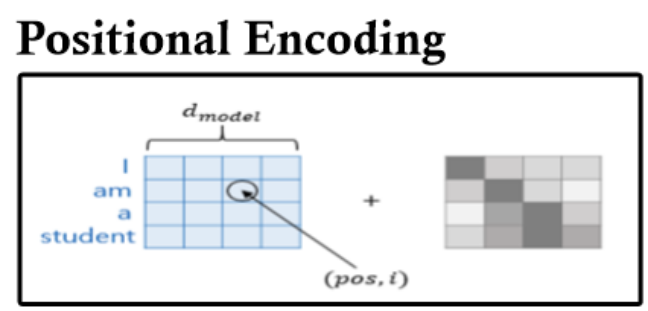 Positional Encoding
d_model
I
am
a
student
+
(pos, i)